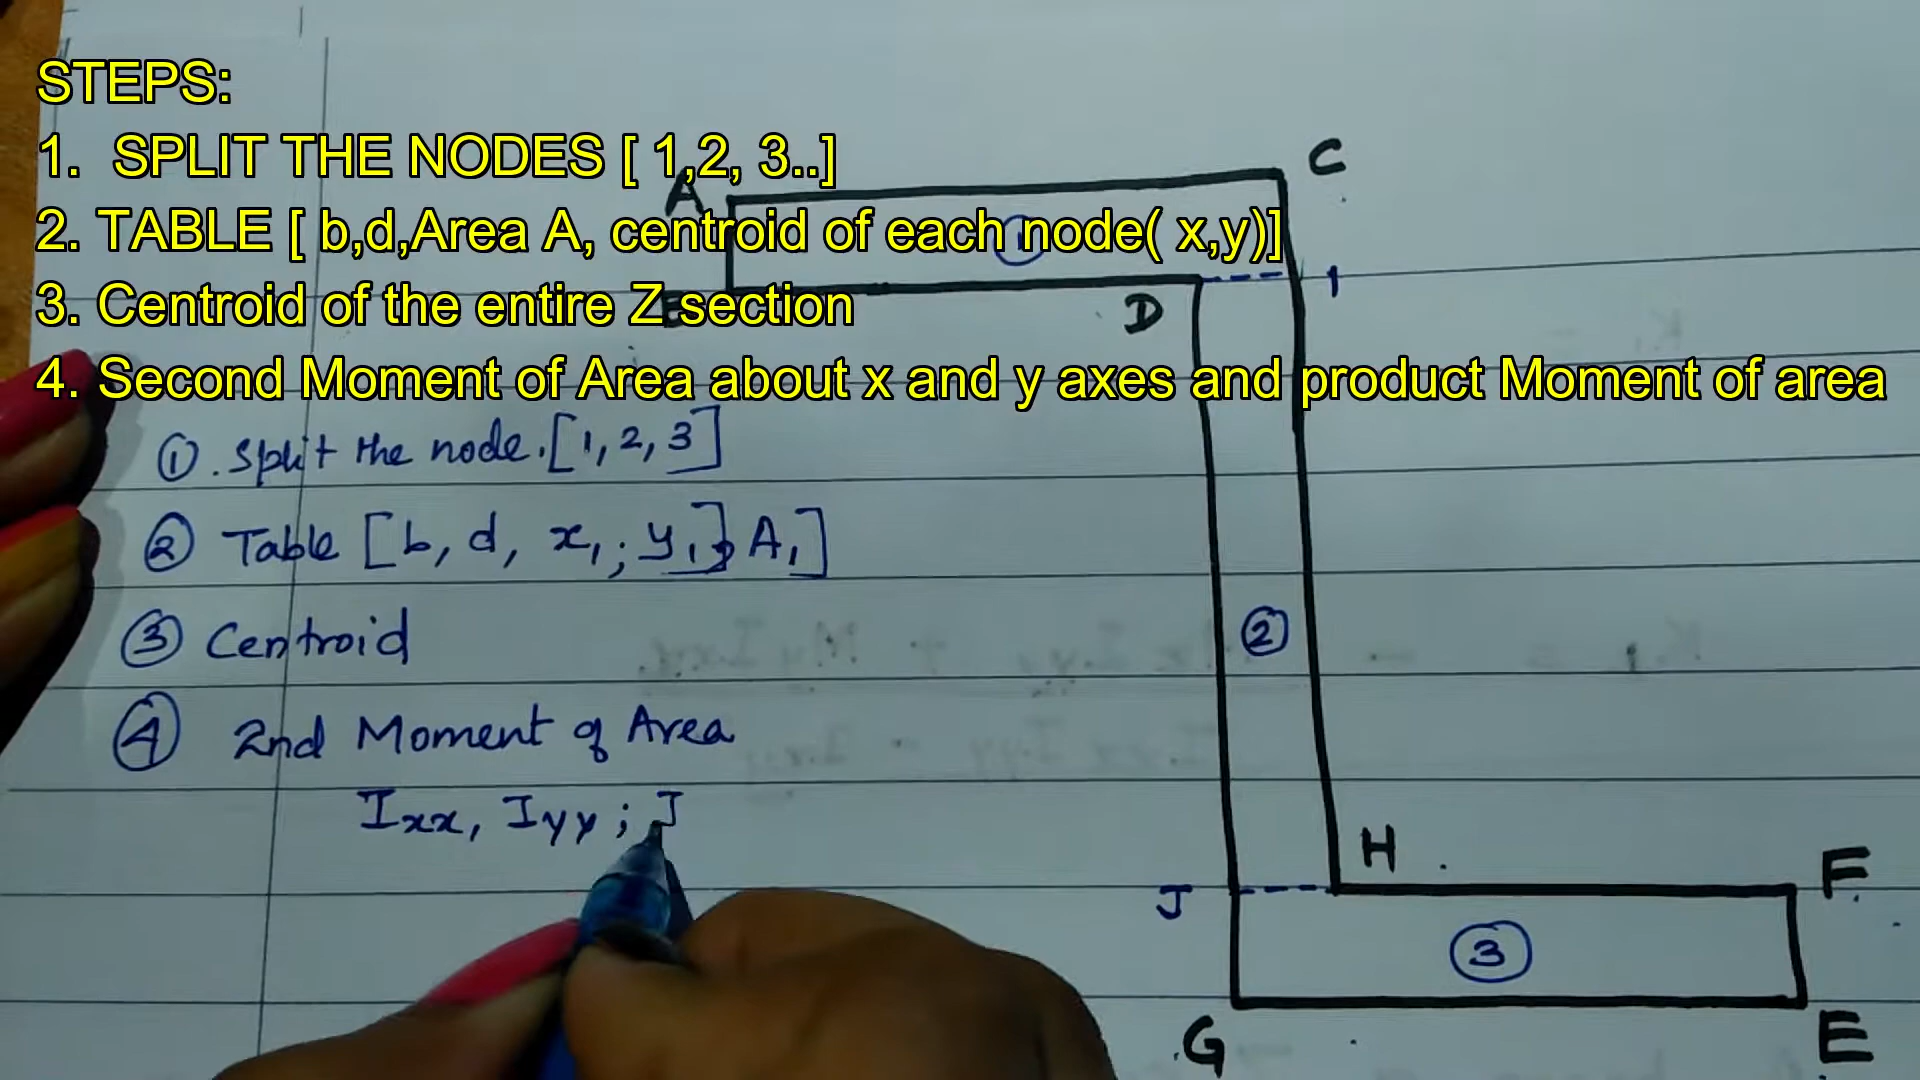 STEPS:
1. SPLIT THE NODES [ 1,2, 3..]
2. TABLE [ b,d,Area A, centroid of each node( x,y)]
3. Centroid of the entire Z section
4. Second Moment of Area about x and y axes and product Moment of area
A
C
1
D
1
① . Split the node. [1, 2, 3]
② Table [b, d, x₁; y₁], A₁]
③ Centroid
②
④ 2nd Moment of Area
Ixx, Iyy; I
H
F
J
③
G
E